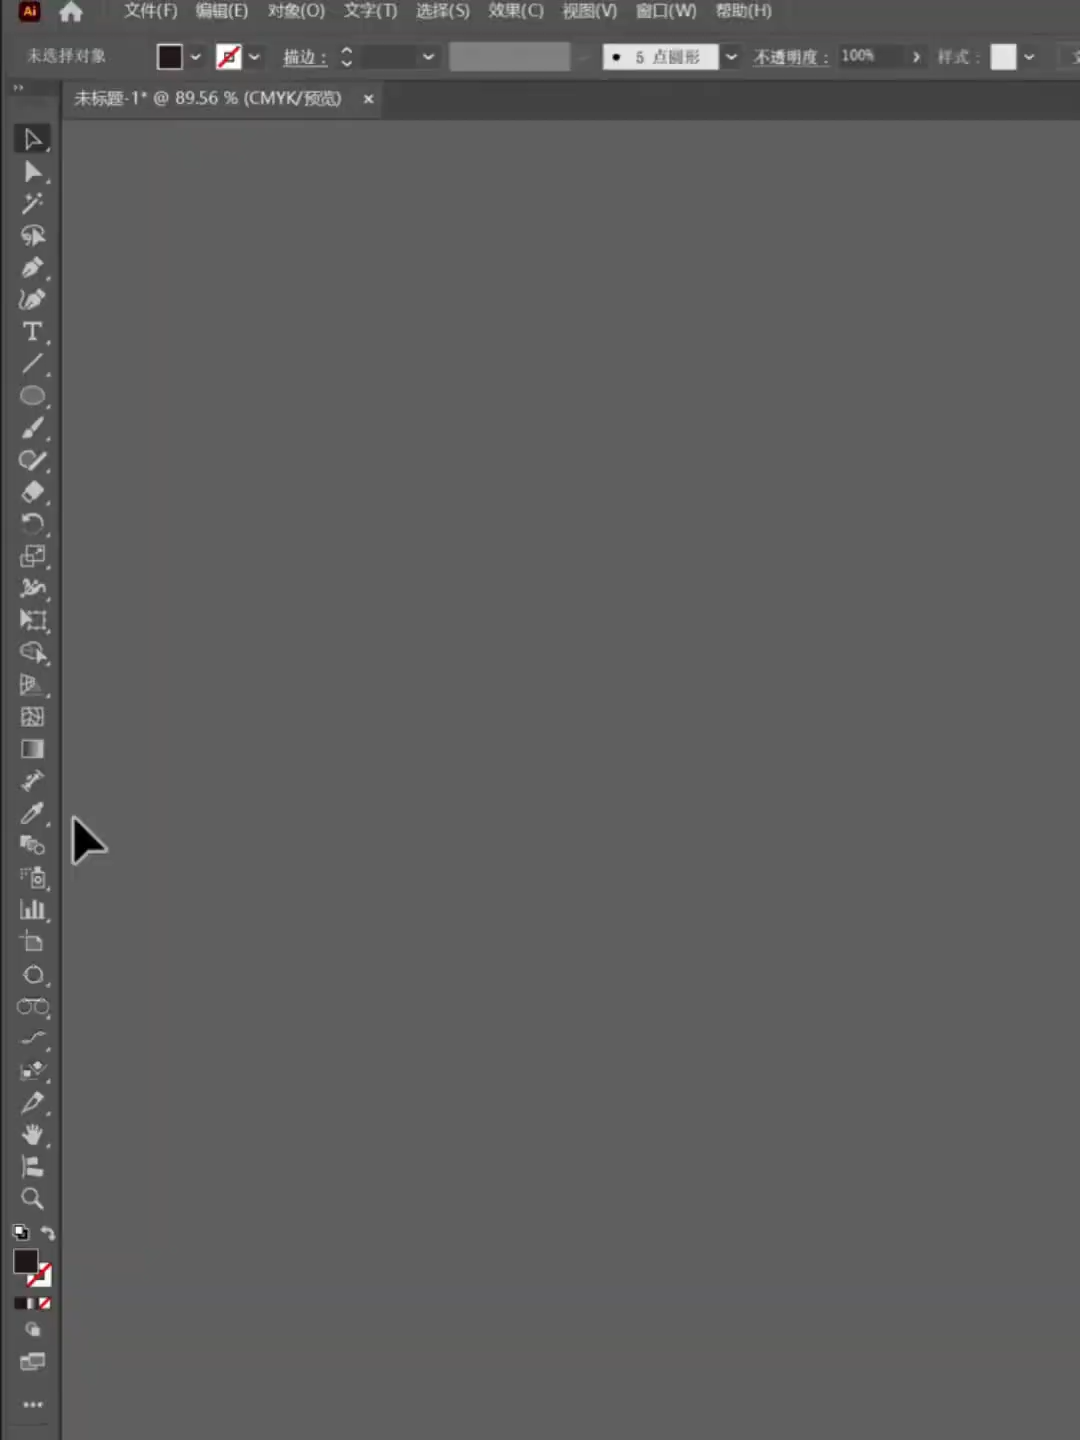 Ai 文件(F) 编辑(E) 对象(O) 文字(T) 选择(S) 效果(C) 视图(V) 窗口(W) 帮助(H)
未选择对象 描边： 5 点圆形 不透明度： 100% 样式：
未标题-1* @ 89.56 % (CMYK/预览) ×